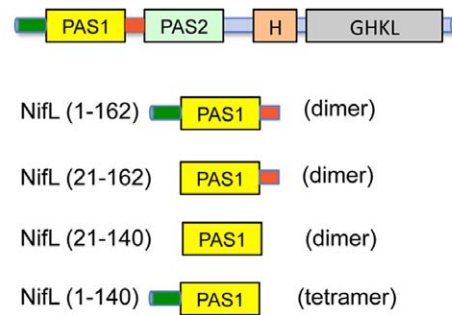 PAS1 PAS2 H GHKL
NifL (1-162) PAS1 (dimer)
NifL (21-162) PAS1 (dimer)
NifL (21-140) PAS1 (dimer)
NifL (1-140) PAS1 (tetramer)